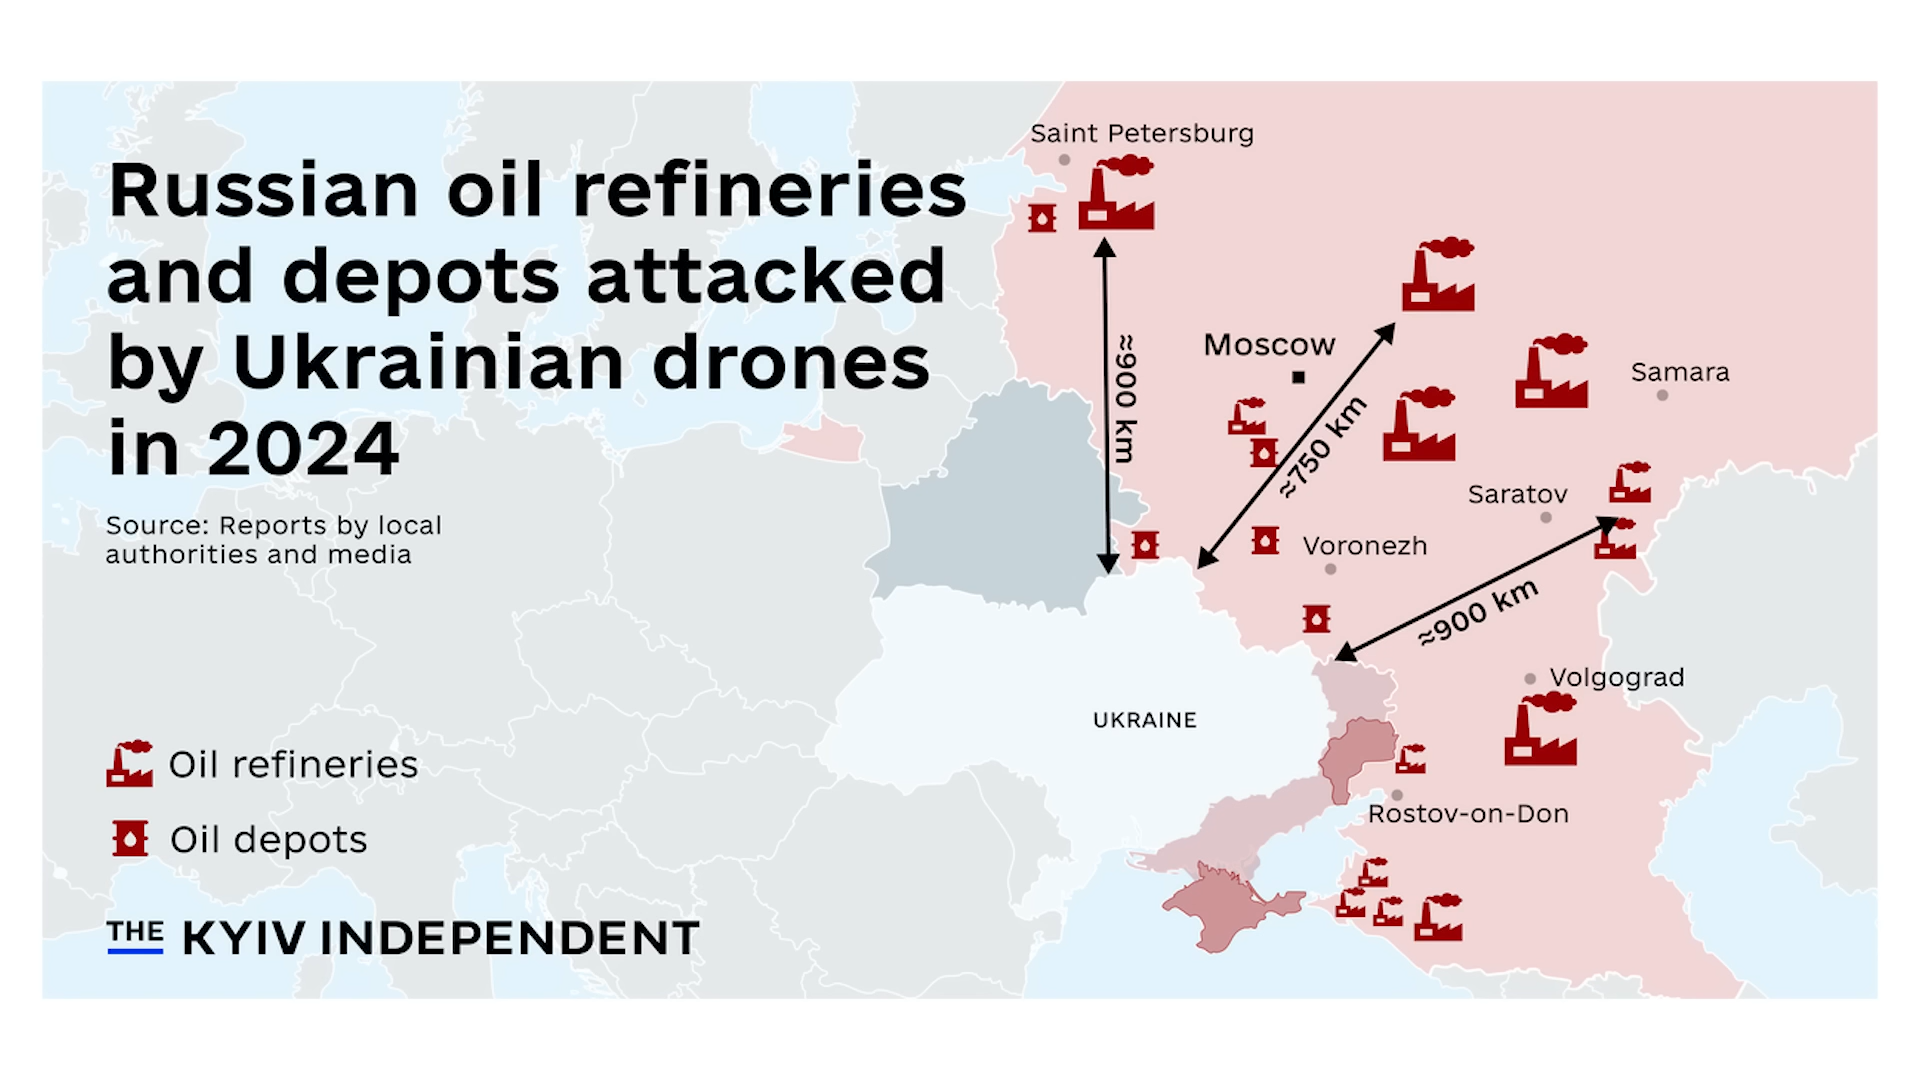 Russian oil refineries
and depots attacked
by Ukrainian drones
in 2024
Source: Reports by local
authorities and media
Oil refineries
Oil depots
THE KYIV INDEPENDENT
Saint Petersburg
≈900 km
Moscow
≈750 km
Samara
Saratov
Voronezh
≈900 km
Volgograd
UKRAINE
Rostov-on-Don